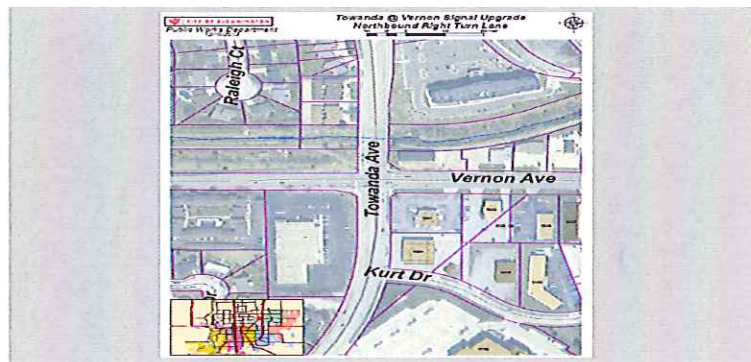 CITY OF BLOOMINGTON
Public Works Department
Towanda @ Vernon Signal Upgrade
Northbound Right Turn Lane
Raleigh Ct
Towanda Ave
Vernon Ave
Kurt Dr